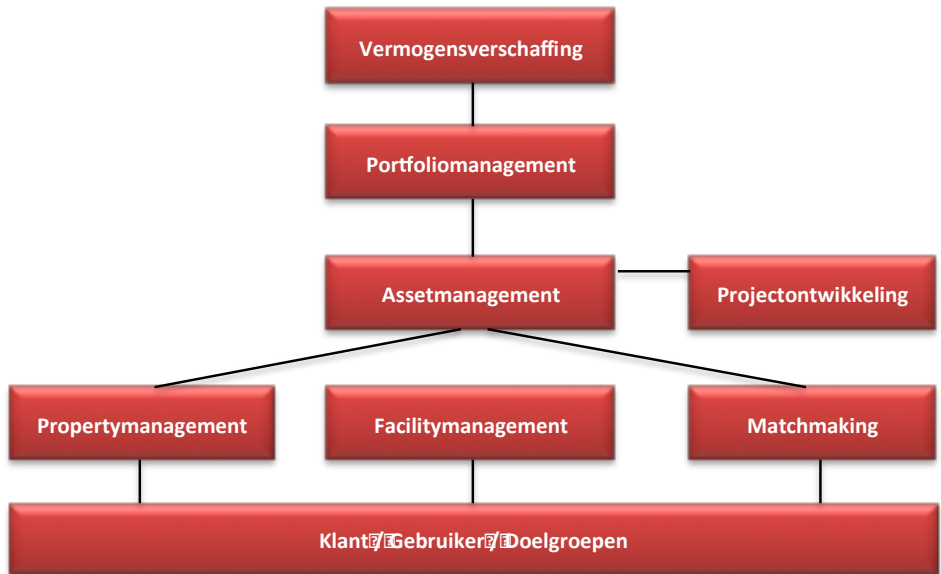 Vermogensverschaffing
Portfoliomanagement
Assetmanagement
Projectontwikkeling
Propertymanagement
Facilitymanagement
Matchmaking
Klant / Gebruiker / Doelgroepen